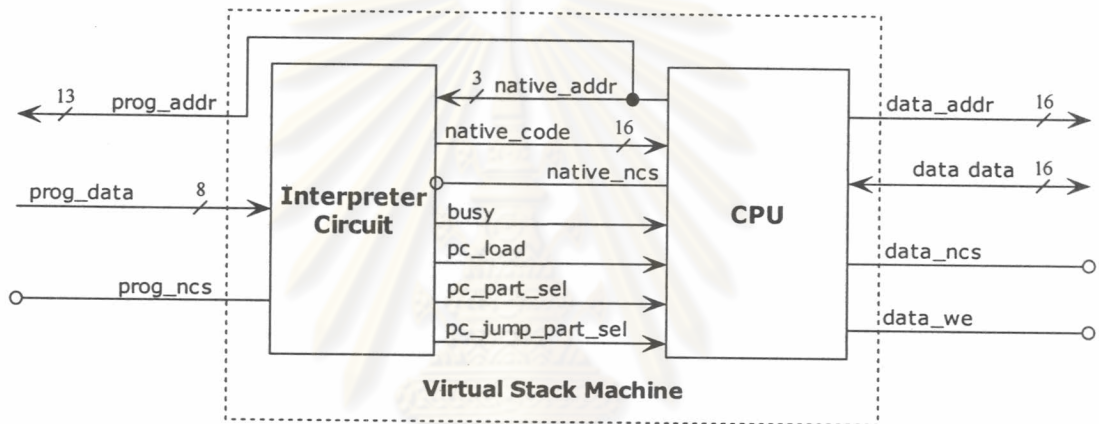 3
native_addr
13
prog_addr
data_addr
16
native_code
16
native_ncs
data data
16
prog_data
8
Interpreter
Circuit
CPU
busy
pc_load
data_ncs
prog_ncs
pc_part_sel
pc_jump_part_sel
data_we
Virtual Stack Machine